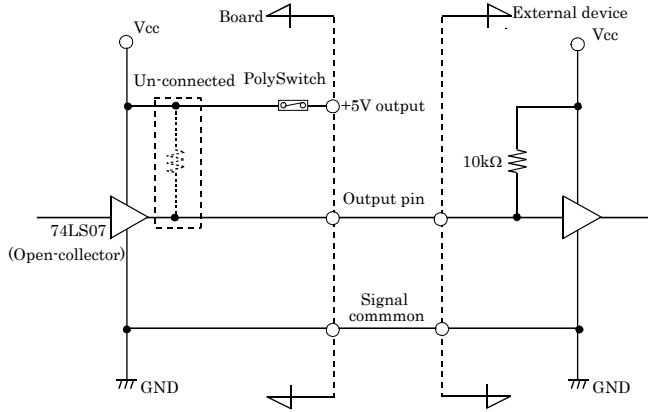 Board
External device
Vcc
Vcc
Un-connected
PolySwitch
+5V output
10kΩ
Output pin
74LS07
(Open-collector)
Signal
commmon
GND
GND